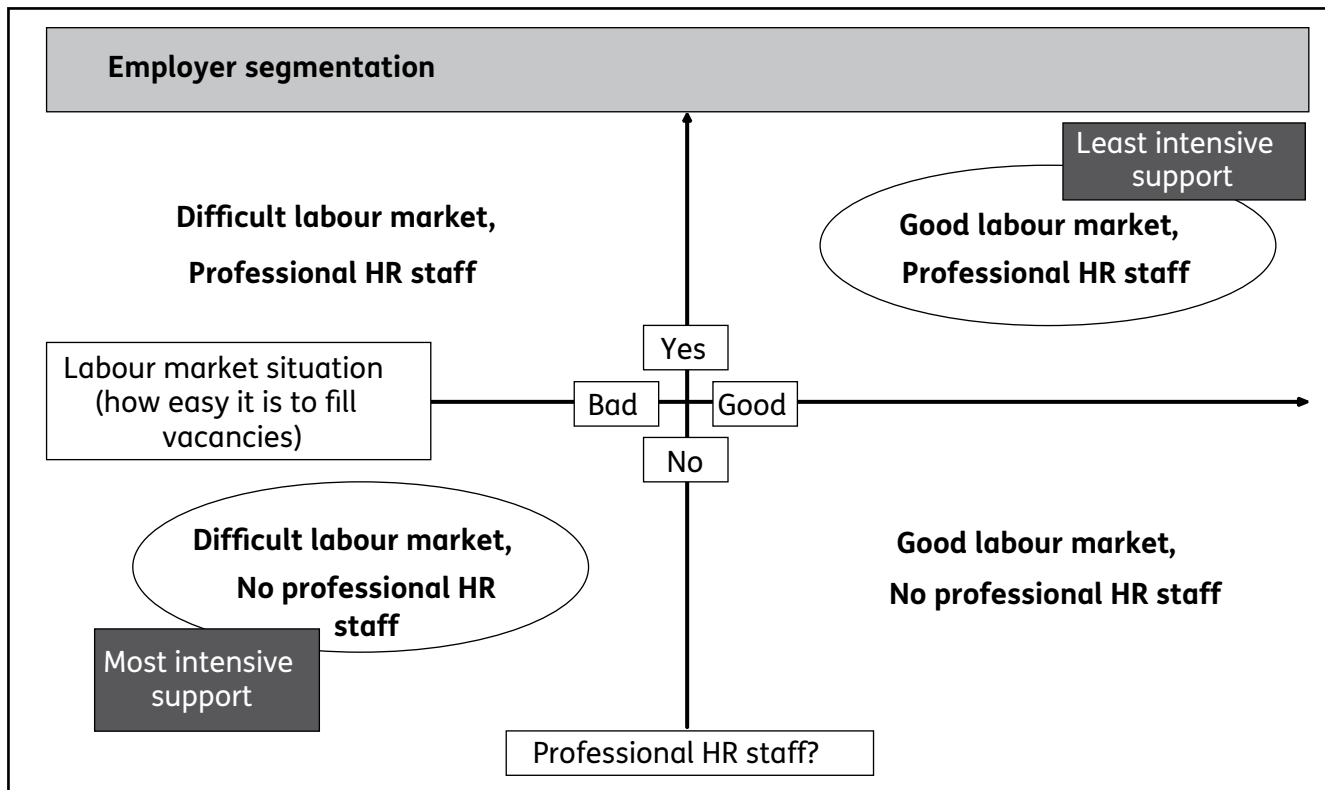 Employer segmentation
Least intensive
support
Difficult labour market,
Professional HR staff
Good labour market,
Professional HR staff
Yes
Labour market situation
(how easy it is to fill
vacancies)
Bad
Good
No
Difficult labour market,
No professional HR
staff
Good labour market,
No professional HR staff
Most intensive
support
Professional HR staff?